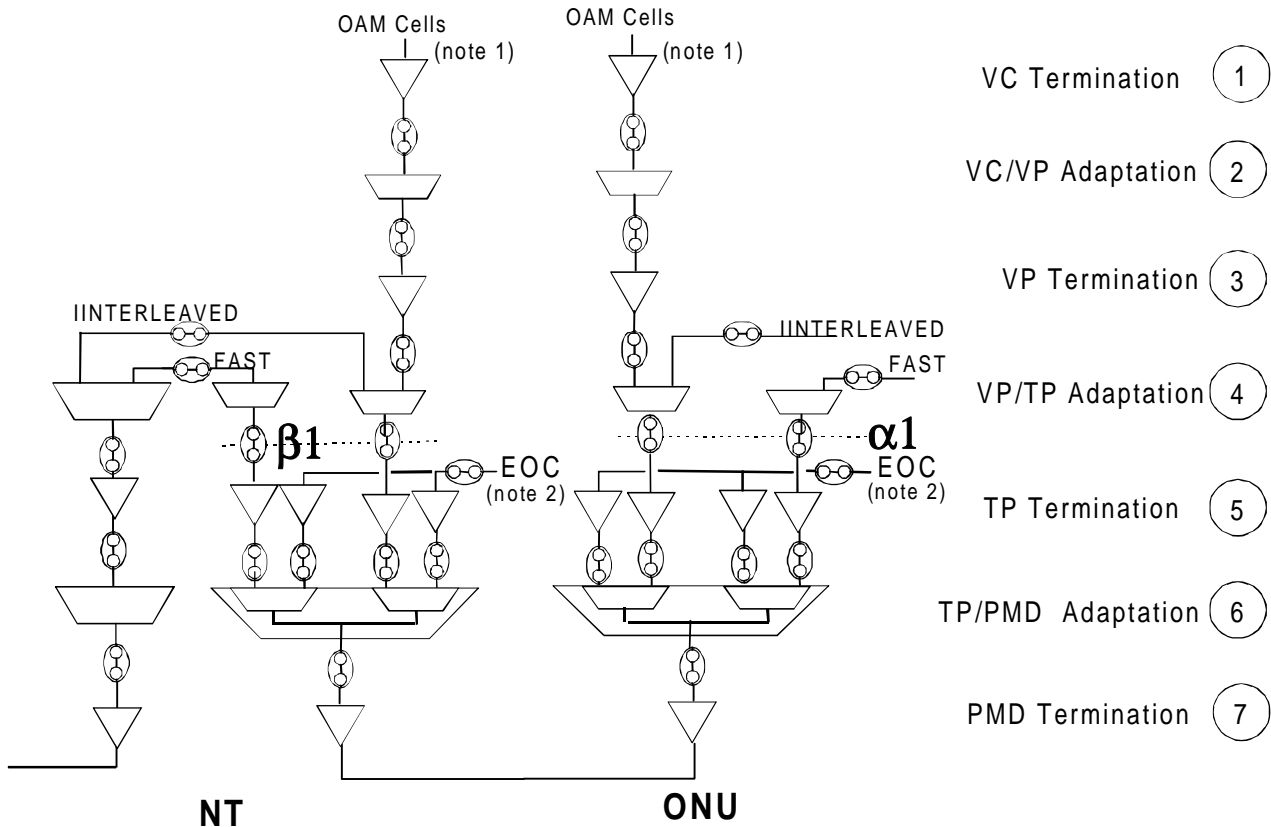 OAM Cells
(note 1)
OAM Cells
(note 1)
VC Termination 1
VC/VP Adaptation 2
VP Termination 3
IINTERLEAVED
FAST
IINTERLEAVED
FAST
VP/TP Adaptation 4
β1
α1
EOC
(note 2)
EOC
(note 2)
TP Termination 5
TP/PMD Adaptation 6
PMD Termination 7
NT
ONU